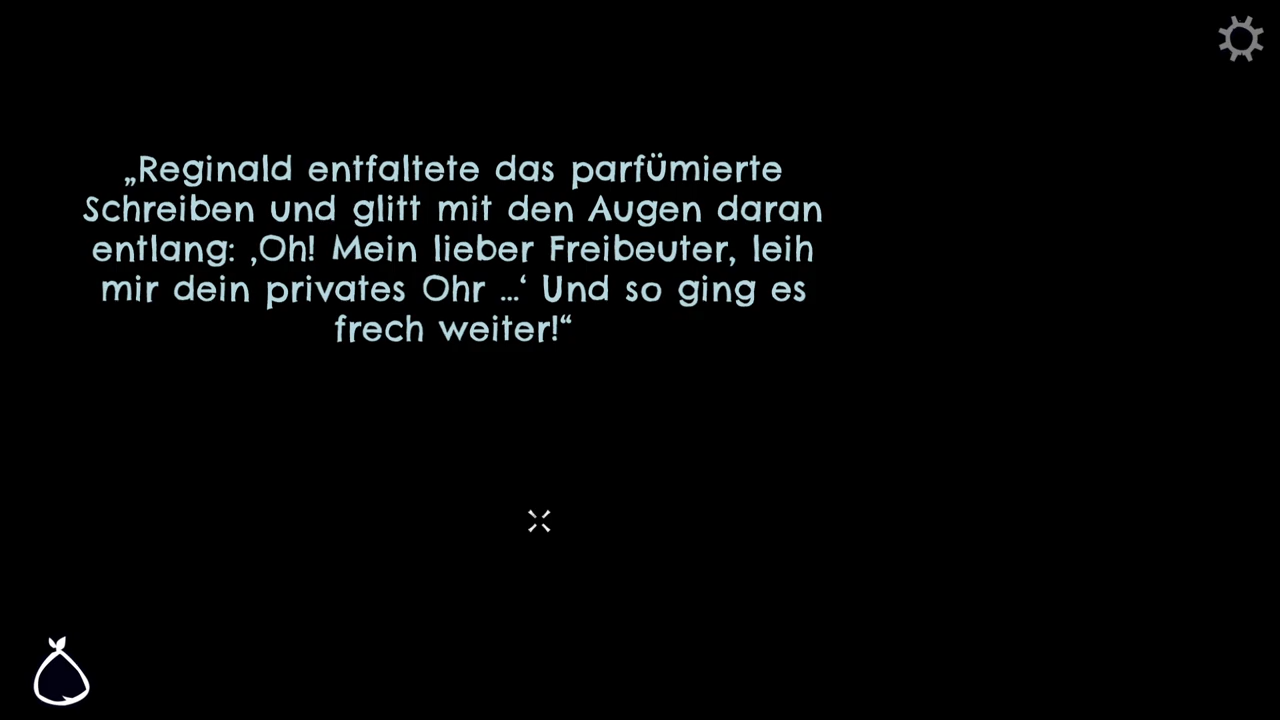 „Reginald entfaltete das parfümierte
Schreiben und glitt mit den Augen daran
entlang: ‚Oh! Mein lieber Freibeuter, leih
mir dein privates Ohr ...‘ Und so ging es
frech weiter!“